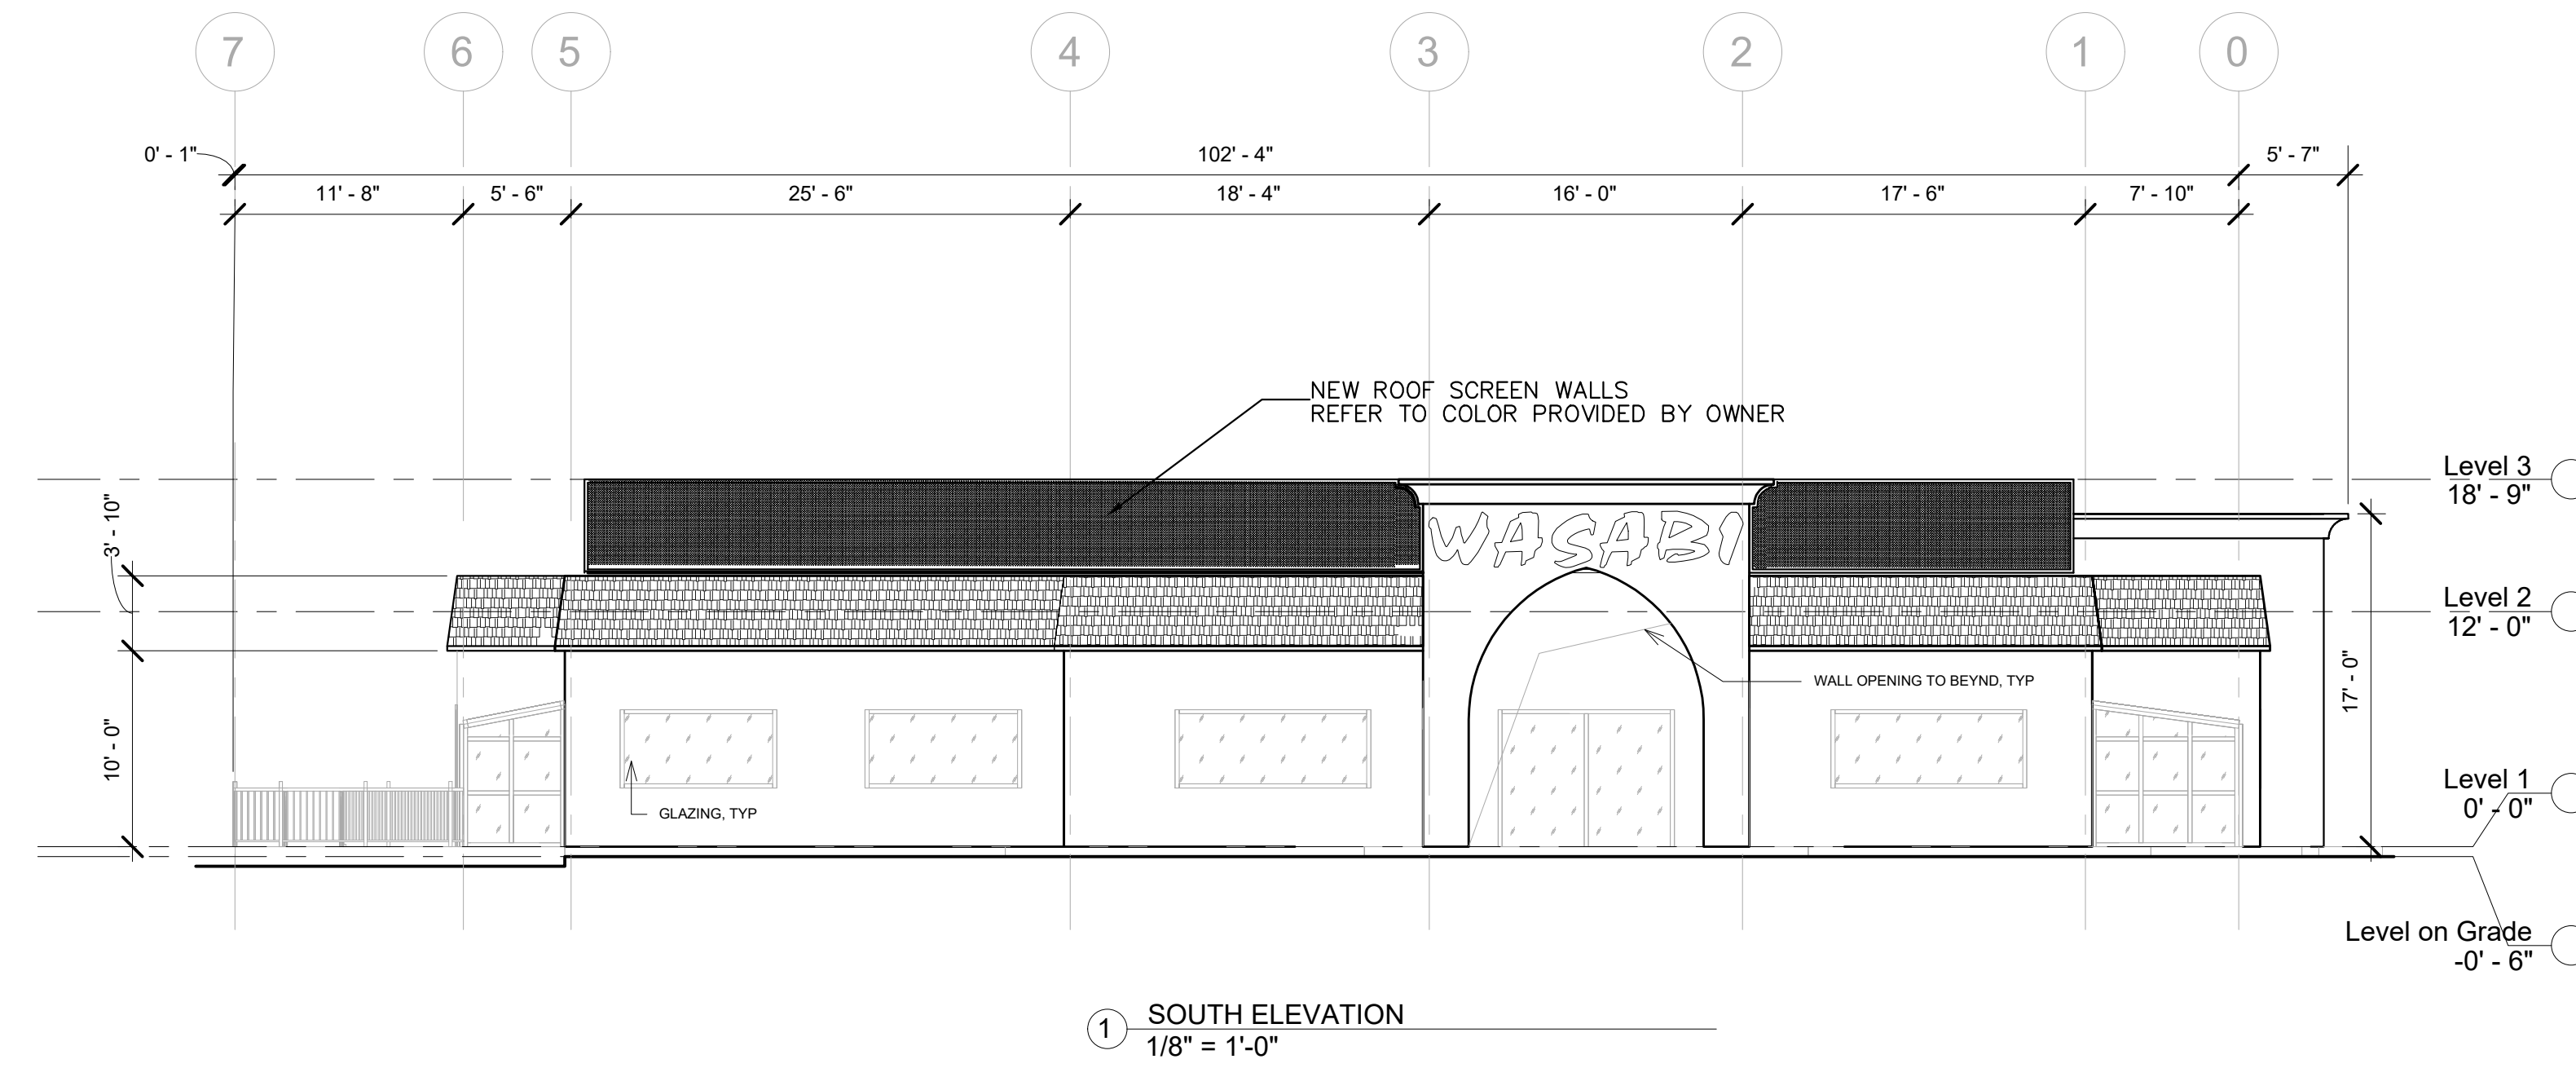 7 6 5 4 3 2 1 0
0' - 1" 102' - 4" 5' - 7"
11' - 8" 5' - 6" 25' - 6" 18' - 4" 16' - 0" 17' - 6" 7' - 10"
NEW ROOF SCREEN WALLS
REFER TO COLOR PROVIDED BY OWNER
Level 3
18' - 9"
3' - 10"
WASABI
Level 2
12' - 0"
WALL OPENING TO BEYND, TYP
17' - 0"
10' - 0"
GLAZING, TYP
Level 1
0' - 0"
Level on Grade
-0' - 6"
1 SOUTH ELEVATION
1/8" = 1'-0"